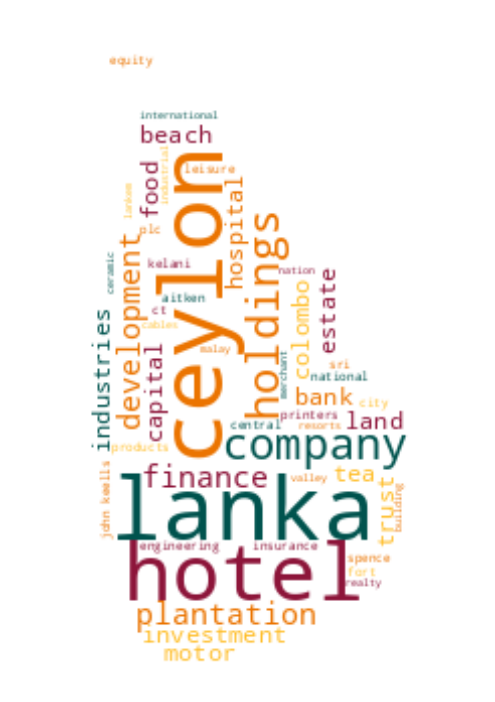 equity
international
beach
food
industrial
leisure
ceylon
hospital
lankem
plc
development
holdings
kelani
nation
ceramic
aitken
estate
ct
colombo
cables
industries
capital
malay
merchant
sri
national
bank
city
printers
land
central
resorts
company
products
finance
valley
tea
john keells
trust
building
lanka
engineering
insurance
hotel
spence
fort
realty
plantation
investment
motor